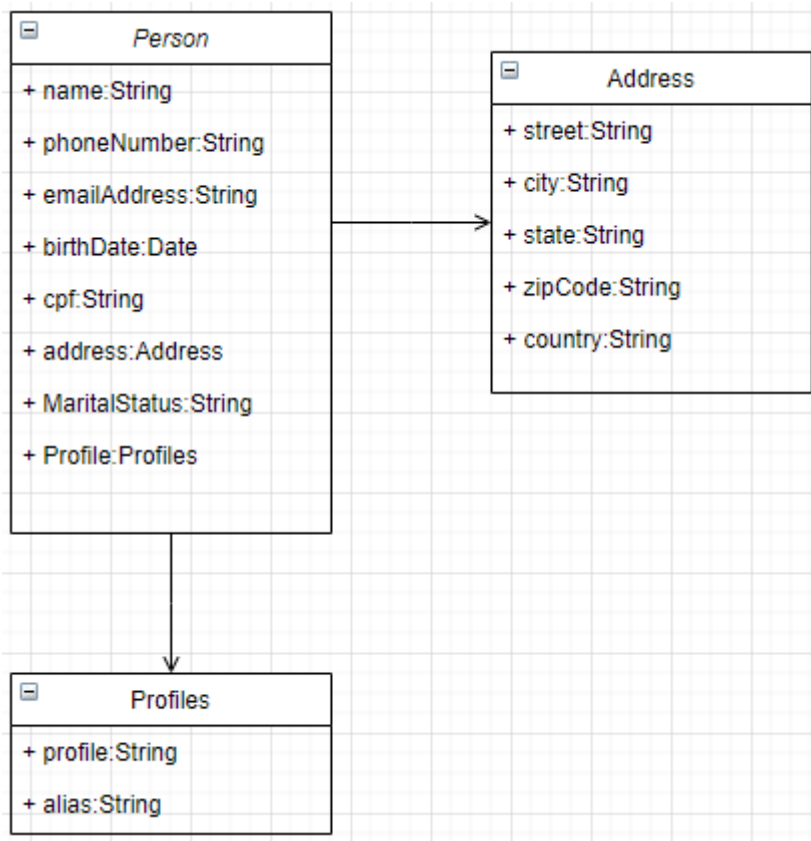 Person
+ name:String
+ phoneNumber:String
+ emailAddress:String
+ birthDate:Date
+ cpf:String
+ address:Address
+ MaritalStatus:String
+ Profile:Profiles
Address
+ street:String
+ city:String
+ state:String
+ zipCode:String
+ country:String
Profiles
+ profile:String
+ alias:String